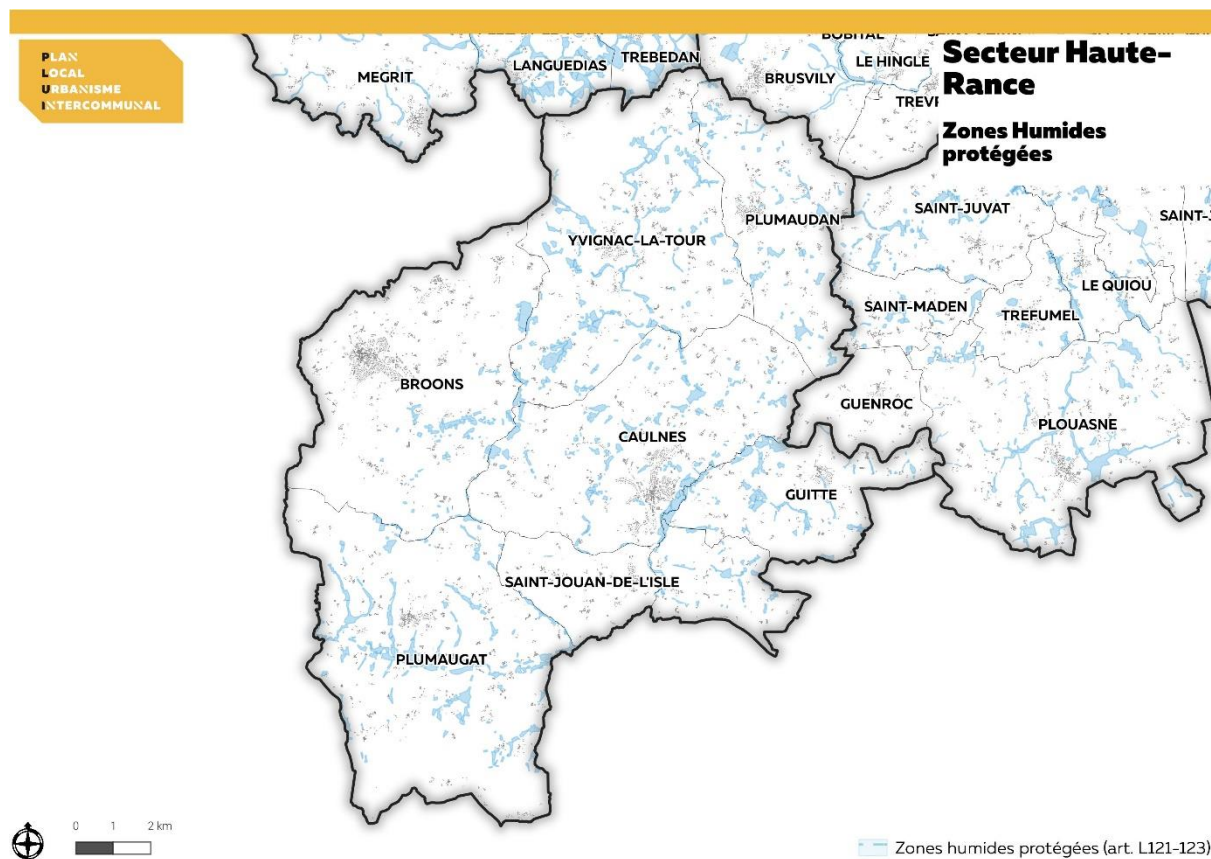 PLAN
LOCAL
URBANISME
INTERCOMMUNAL
Secteur Haute-
Rance
Zones Humides
protégées
BOBITAL
MEGRIT
LANGUEDIAS
TREBEDAN
BRUSVILY
LE HINGLE
PLUMAUDAN
YVIGNAC-LA-TOUR
SAINT-JUVAT
LE QUIOU
SAINT-MADEN
TREFUMEL
BROONS
GUENROC
PLOUASNE
CAULNES
GUITTE
SAINT-JOUAN-DE-L'ISLE
PLUMAUGAT
0 1 2 km
Zones humides protégées (art. L121-123)